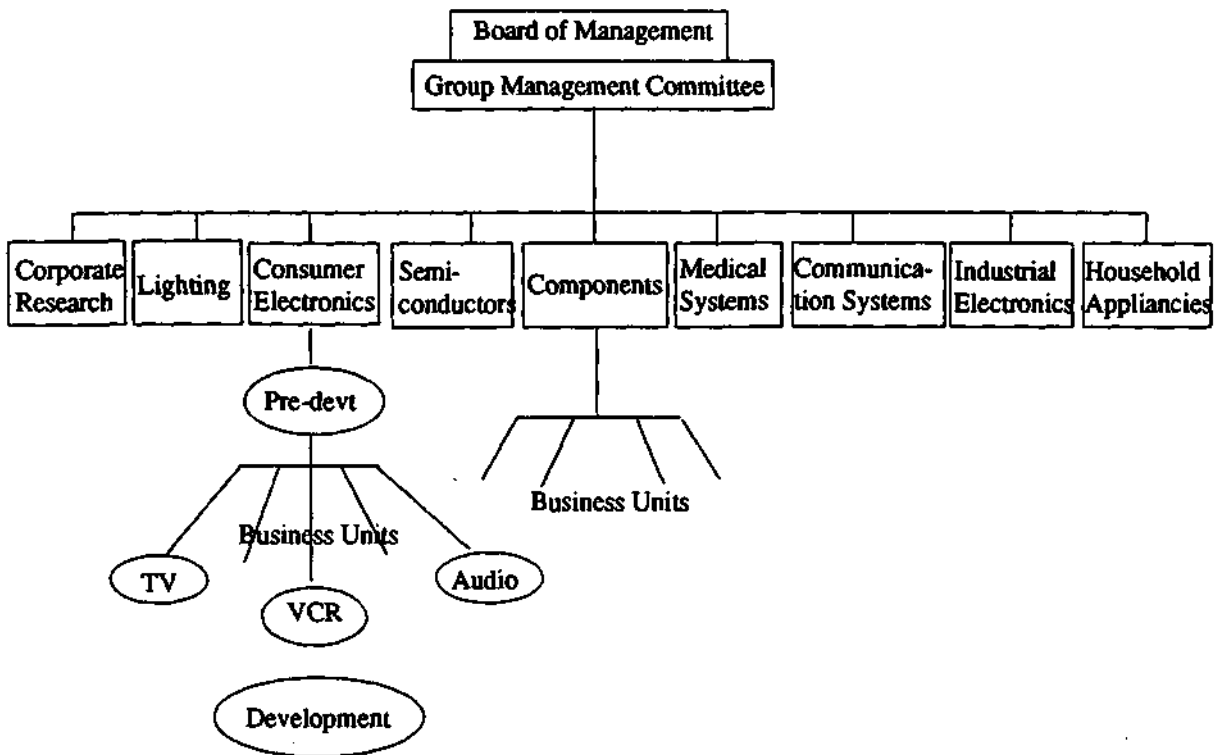 Board of Management
Group Management Committee
Corporate
Research
Lighting
Consumer
Electronics
Semi-
conductors
Components
Medical
Systems
Communica-
tion Systems
Industrial
Electronics
Household
Appliancies
Pre-devt
Business Units
Business Units
TV
VCR
Audio
Development